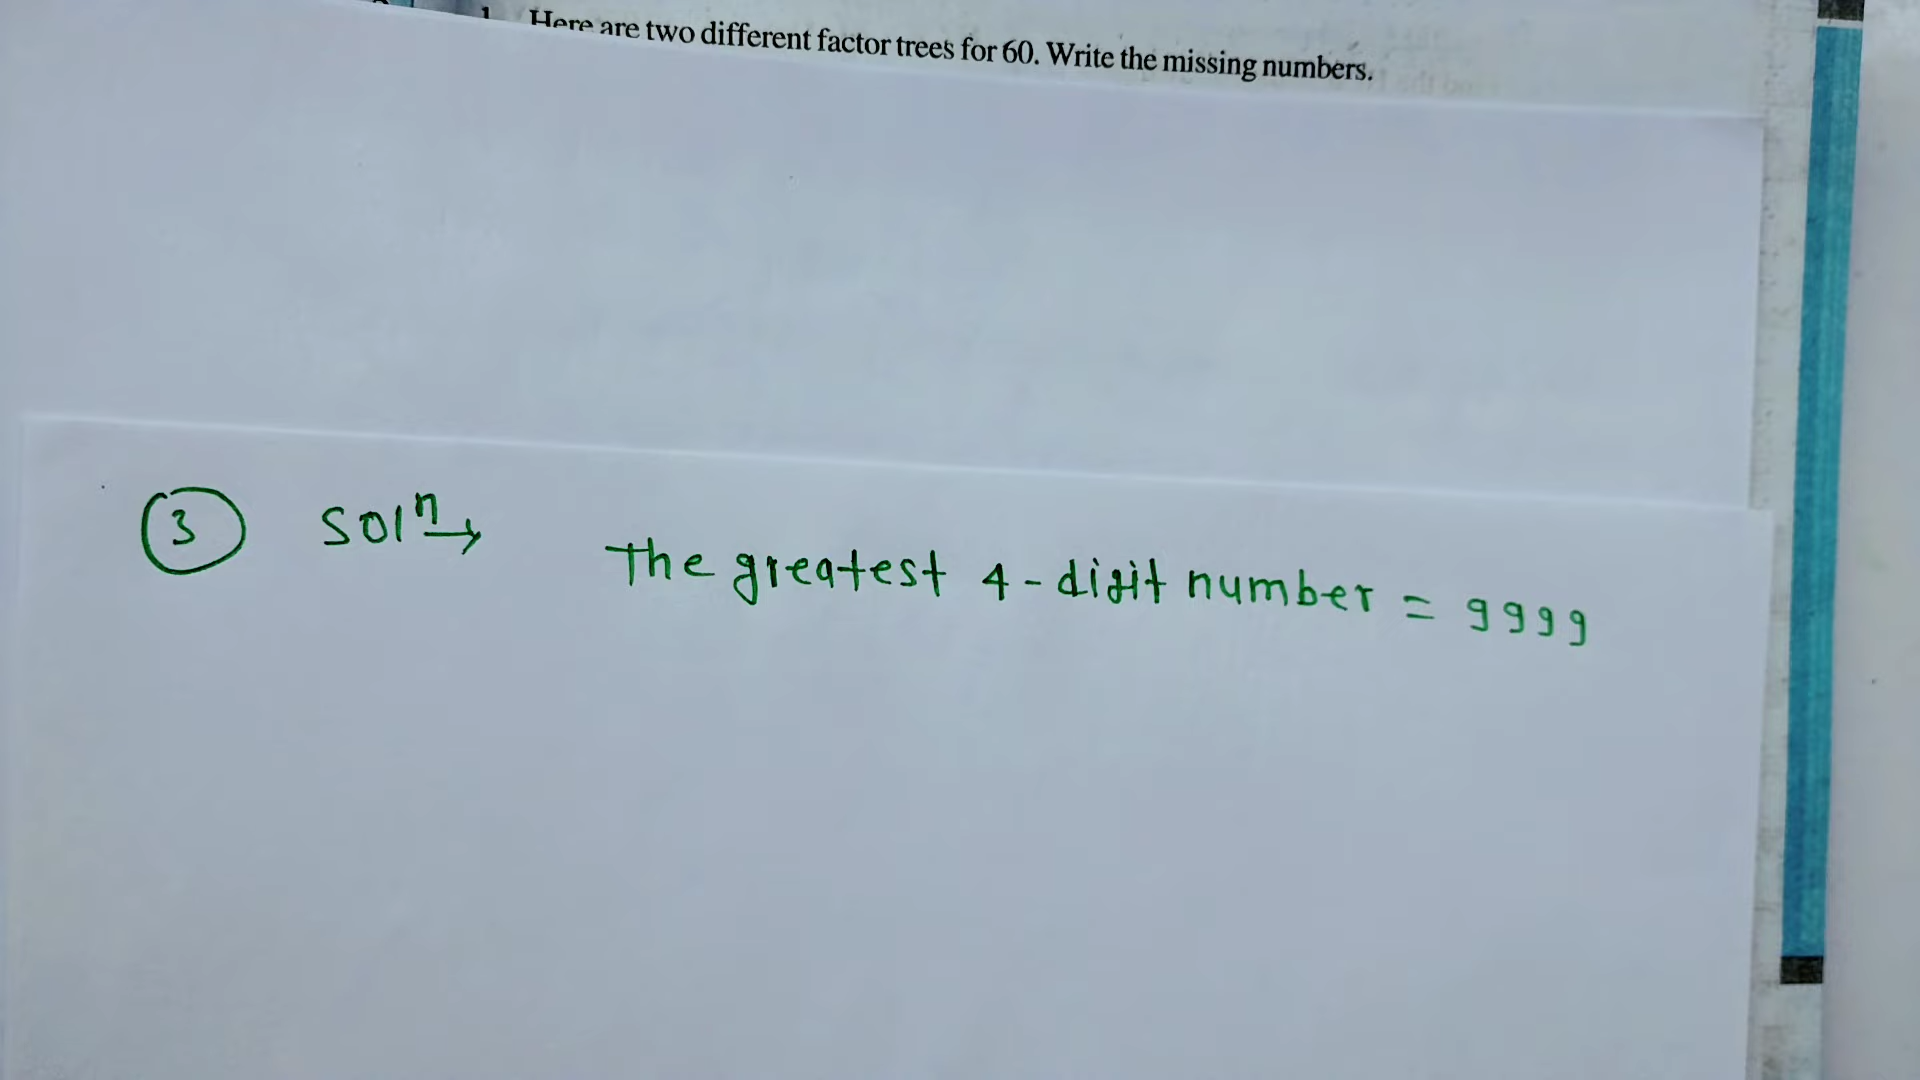 1 Here are two different factor trees for 60. Write the missing numbers.
3 Solⁿ→
The greatest 4-digit number = 9999